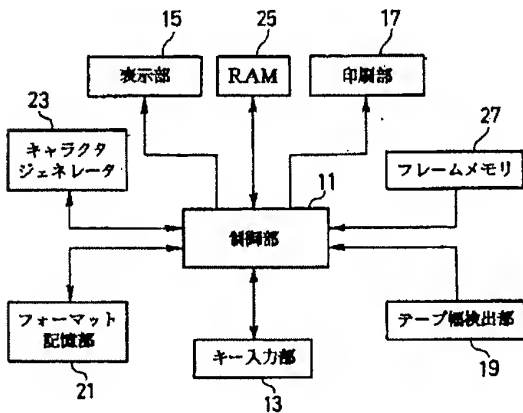 15
25
17
表示部
RAM
印刷部
23
キャラクタ
ジェネレータ
27
フレームメモリ
11
制御部
フォーマット
記憶部
21
キー入力部
13
テープ幅検出部
19